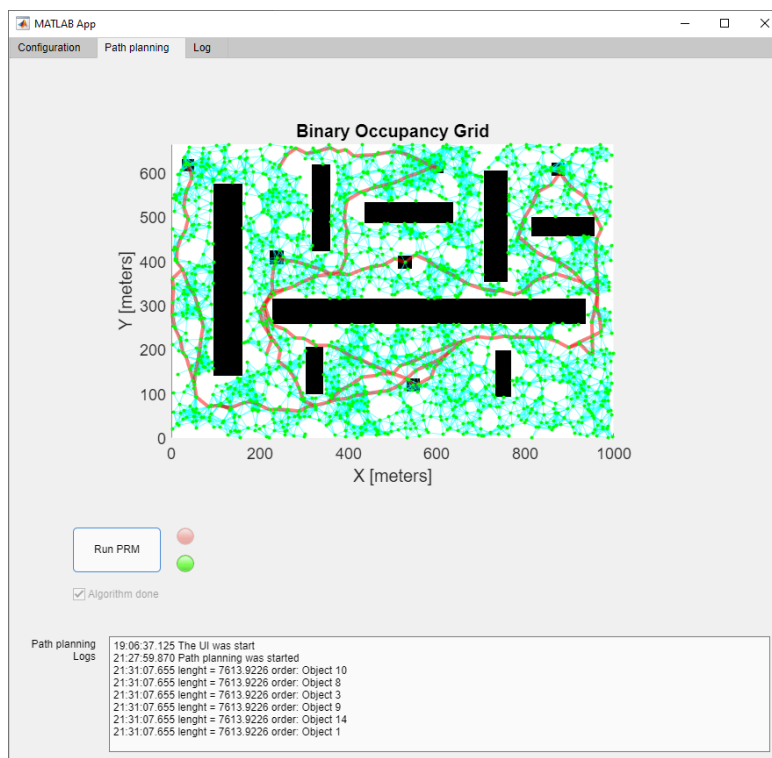 MATLAB App
Configuration Path planning Log
Binary Occupancy Grid
Y [meters]
600
500
400
300
200
100
0
0 200 400 600 800 1000
X [meters]
Run PRM
Algorithm done
Path planning
Logs
19:06:37.125 The UI was start
21:27:59.870 Path planning was started
21:31:07.655 lenght = 7613.9226 order: Object 10
21:31:07.655 lenght = 7613.9226 order: Object 8
21:31:07.655 lenght = 7613.9226 order: Object 3
21:31:07.655 lenght = 7613.9226 order: Object 9
21:31:07.655 lenght = 7613.9226 order: Object 14
21:31:07.655 lenght = 7613.9226 order: Object 1